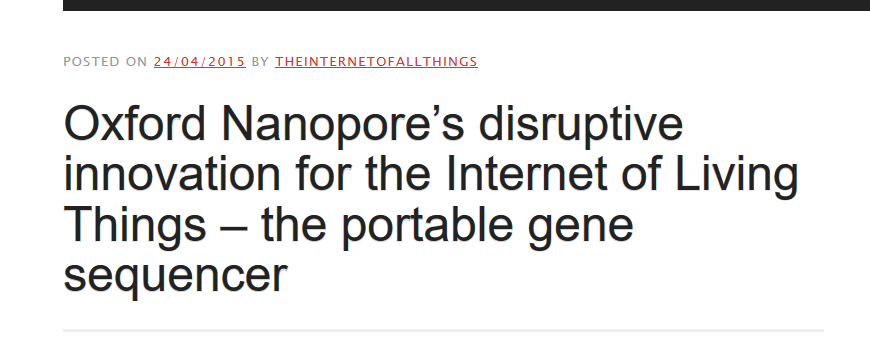 POSTED ON 24/04/2015 BY THEINTERNETOFALLTHINGS
Oxford Nanopore’s disruptive
innovation for the Internet of Living
Things – the portable gene
sequencer